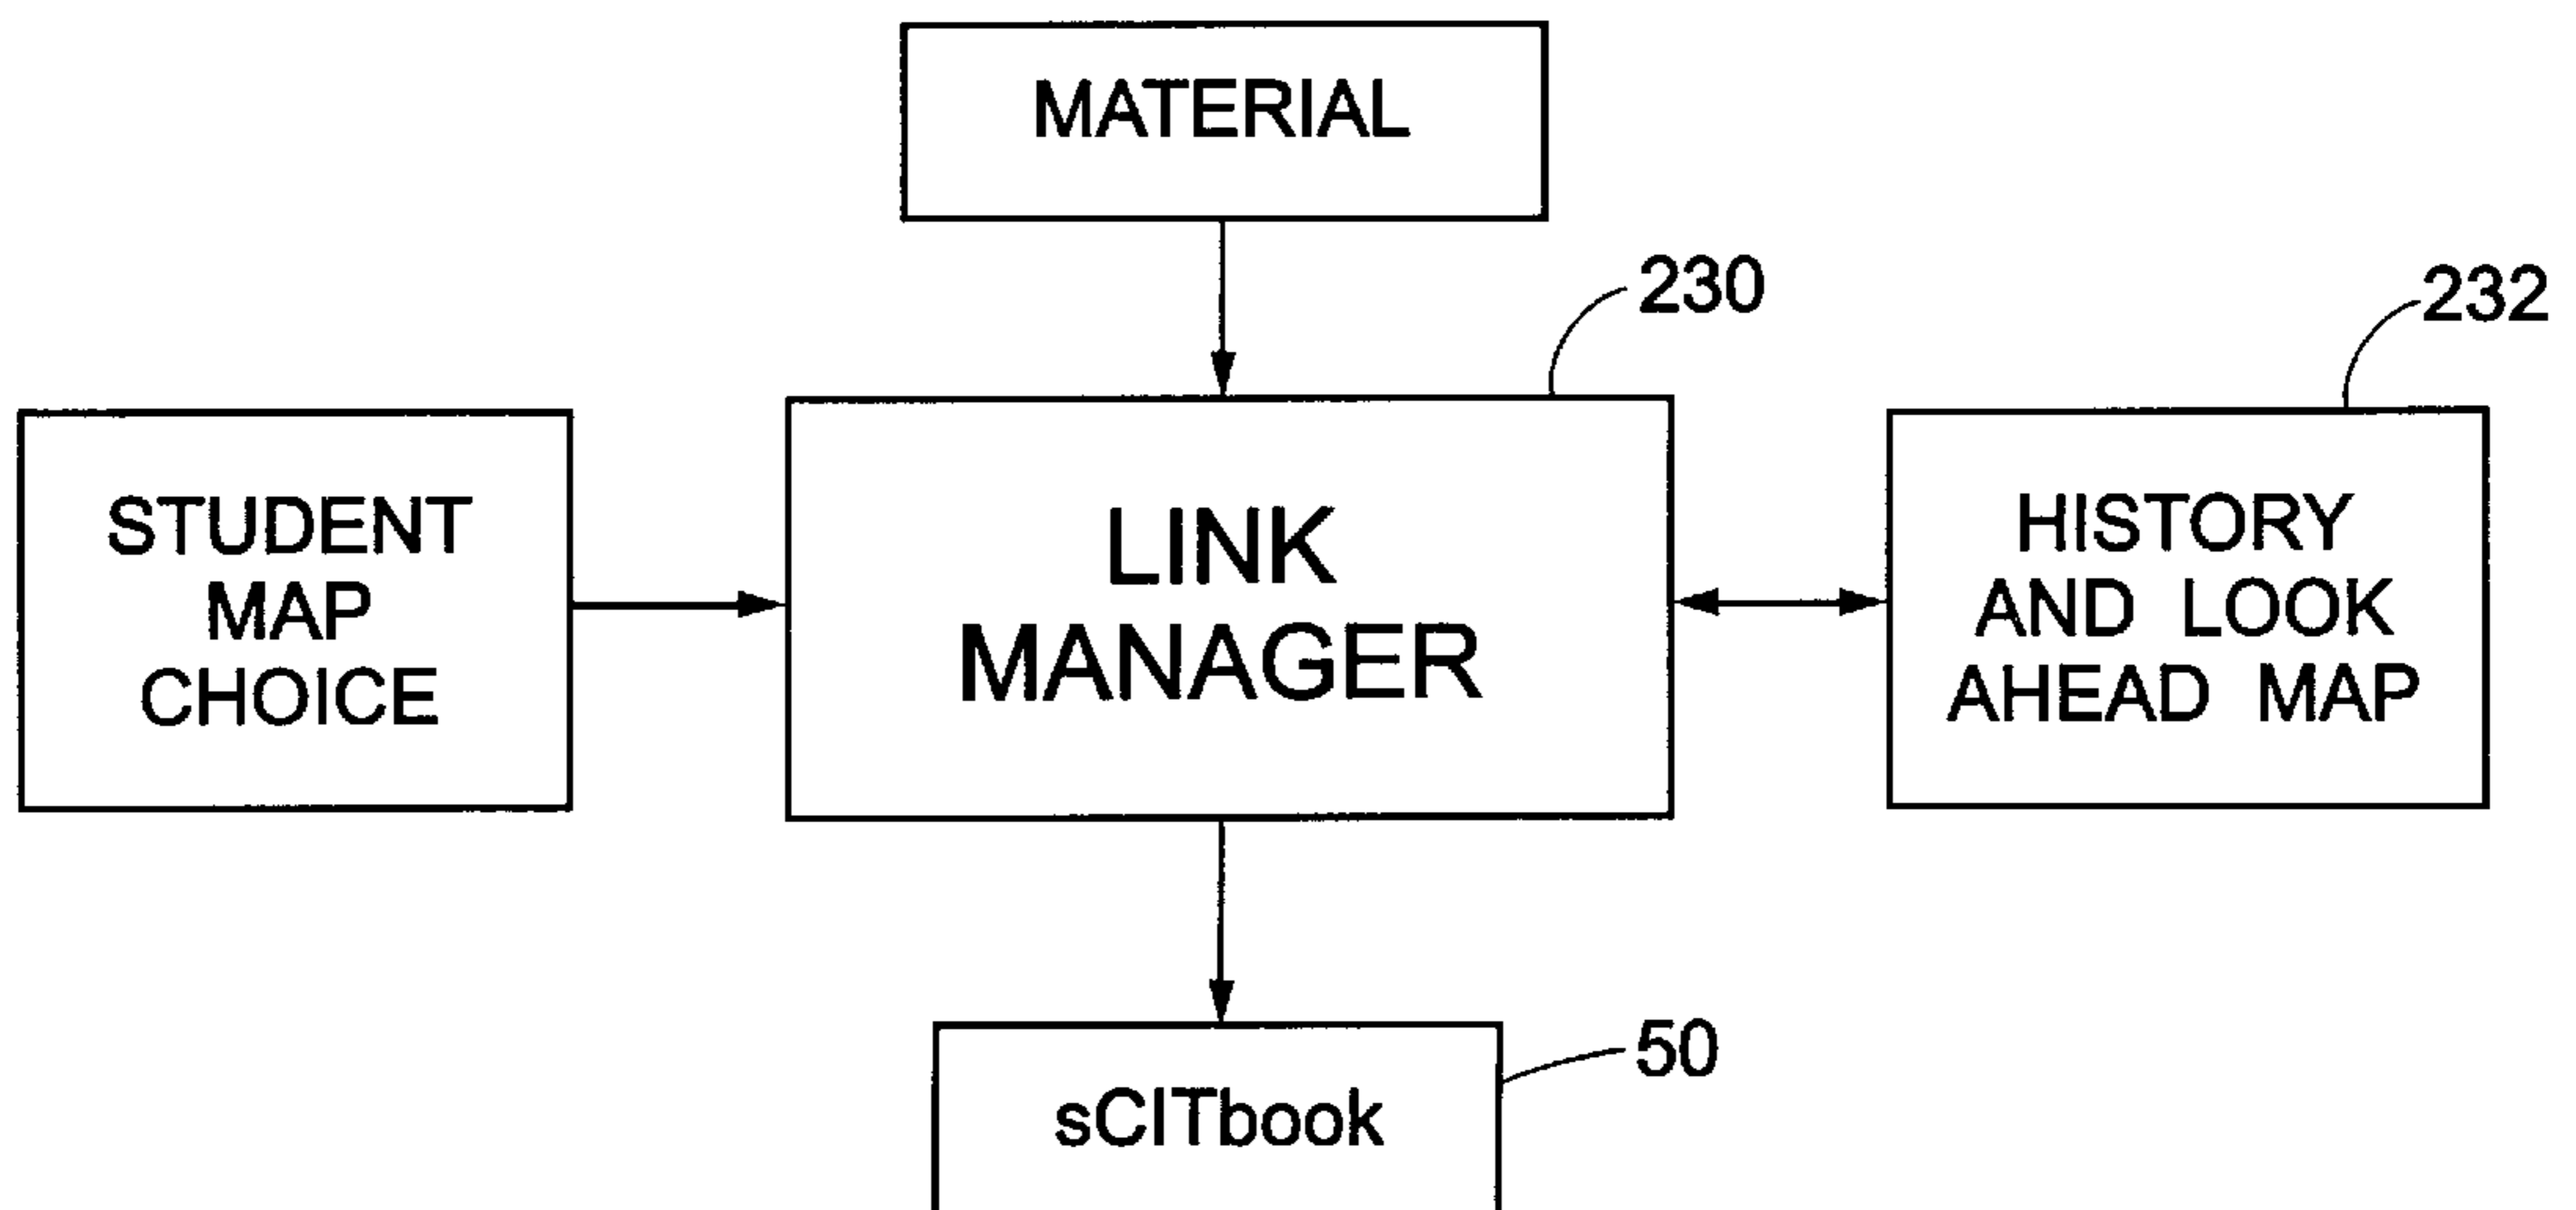 MATERIAL
230
232
STUDENT
MAP
CHOICE
LINK
MANAGER
HISTORY
AND LOOK
AHEAD MAP
50
sCITbook